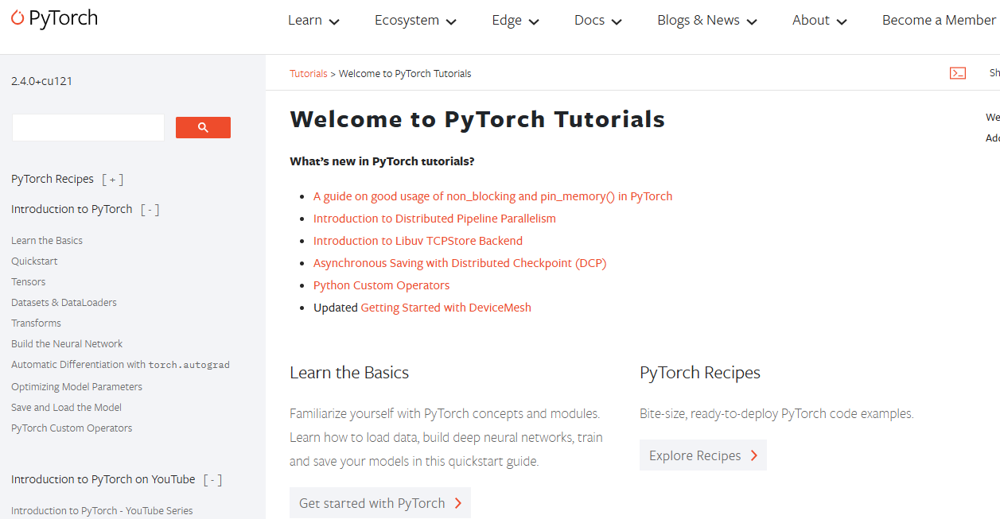 PyTorch
Learn
Ecosystem
Edge
Docs
Blogs & News
About
Become a Member
2.4.0+cu121
PyTorch Recipes [ + ]
Introduction to PyTorch [ - ]
Learn the Basics
Quickstart
Tensors
Datasets & DataLoaders
Transforms
Build the Neural Network
Automatic Differentiation with torch.autograd
Optimizing Model Parameters
Save and Load the Model
PyTorch Custom Operators
Introduction to PyTorch on YouTube [ - ]
Introduction to PyTorch - YouTube Series
Tutorials > Welcome to PyTorch Tutorials
Welcome to PyTorch Tutorials
What’s new in PyTorch tutorials?
• A guide on good usage of non_blocking and pin_memory() in PyTorch
• Introduction to Distributed Pipeline Parallelism
• Introduction to Libuv TCPStore Backend
• Asynchronous Saving with Distributed Checkpoint (DCP)
• Python Custom Operators
• Updated Getting Started with DeviceMesh
Learn the Basics
Familiarize yourself with PyTorch concepts and modules.
Learn how to load data, build deep neural networks, train
and save your models in this quickstart guide.
Get started with PyTorch
PyTorch Recipes
Bite-size, ready-to-deploy PyTorch code examples.
Explore Recipes